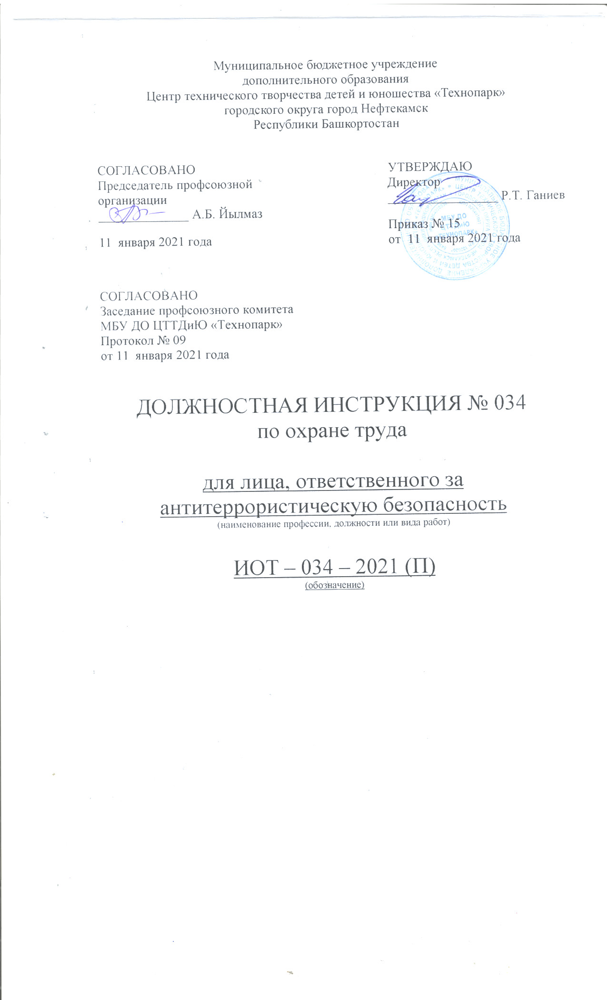 Муниципальное бюджетное учреждение
дополнительного образования
Центр технического творчества детей и юношества «Технопарк»
городского округа город Нефтекамск
Республики Башкортостан
СОГЛАСОВАНО
Председатель профсоюзной
организации
А.Б. Йылмаз
11 января 2021 года
УТВЕРЖДАЮ
Директор
Р.Т. Ганиев
Приказ № 15
от 11 января 2021 года
МБУ ДО
ЦТТДиЮ
«ТЕХНОПАРК»
СОГЛАСОВАНО
Заседание профсоюзного комитета
МБУ ДО ЦТТДиЮ «Технопарк»
Протокол № 09
от 11 января 2021 года
ДОЛЖНОСТНАЯ ИНСТРУКЦИЯ № 034
по охране труда
для лица, ответственного за
антитеррористическую безопасность
(наименование профессии, должности или вида работ)
ИОТ – 034 – 2021 (П)
(обозначение)